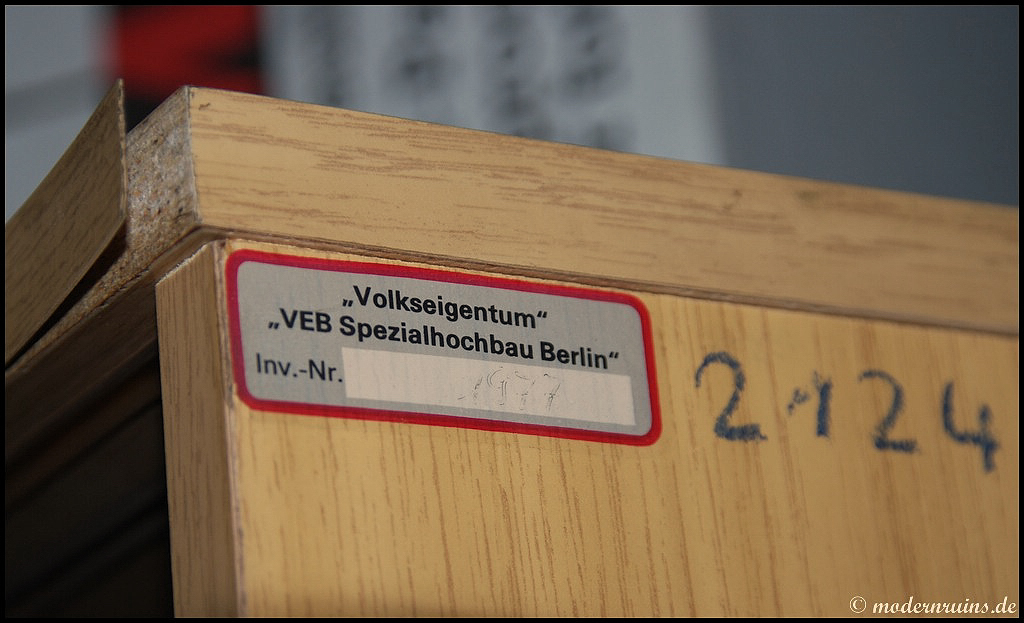 „Volkseigentum“
„VEB Spezialhochbau Berlin“
Inv.-Nr.
2124
© modernruins.de